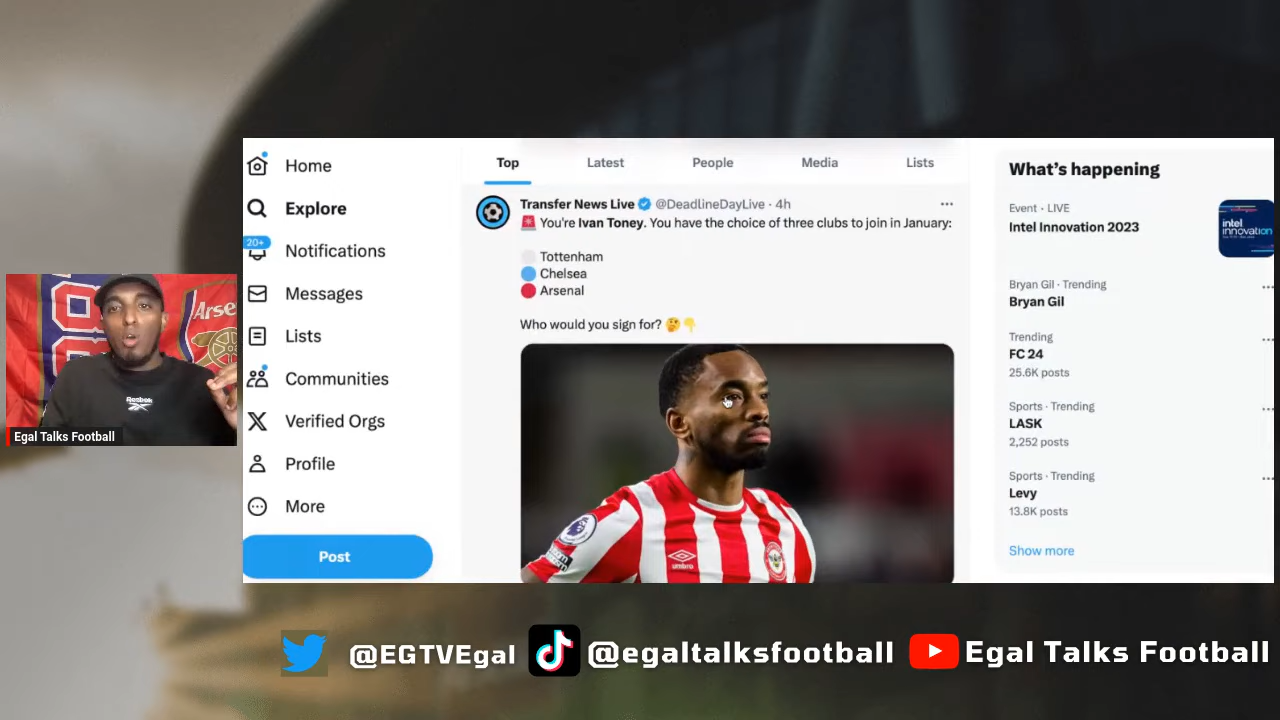 Home
Explore
20+
Notifications
Messages
Lists
Communities
Verified Orgs
Profile
More
Post
Top
Latest
People
Media
Lists
Transfer News Live @DeadlineDayLive · 4h
🚨 You're Ivan Toney. You have the choice of three clubs to join in January:
Tottenham
Chelsea
Arsenal
Who would you sign for? 🤔👇
umbro
What's happening
Event · LIVE
Intel Innovation 2023
intel
innovation
Bryan Gil · Trending
Bryan Gil
Trending
FC 24
25.6K posts
Sports · Trending
LASK
2,252 posts
Sports · Trending
Levy
13.8K posts
Show more
Arse
Reebok
Egal Talks Football
@EGTVEgal
@egaltalksfootball
Egal Talks Football